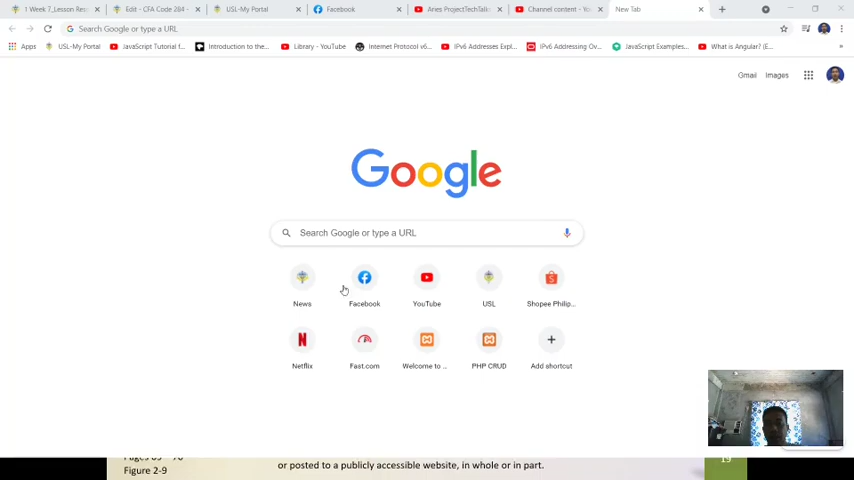 1 Week 7_Lesson Res
Edit - CFA Code 284 -
USL-My Portal
Facebook
Aries ProjectTechTalk
Channel content - Yo
New Tab
Search Google or type a URL
Apps
USL-My Portal
JavaScript Tutorial f...
Introduction to the...
Library - YouTube
Internet Protocol v6...
IPv6 Addresses Expl...
IPv6 Addressing Ov...
JavaScript Examples...
What is Angular? (E...
Gmail
Images
Google
Search Google or type a URL
News
Facebook
YouTube
USL
Shopee Philip...
Netflix
Fast.com
Welcome to ...
PHP CRUD
Add shortcut
Figure 2-9
or posted to a publicly accessible website, in whole or in part.
19